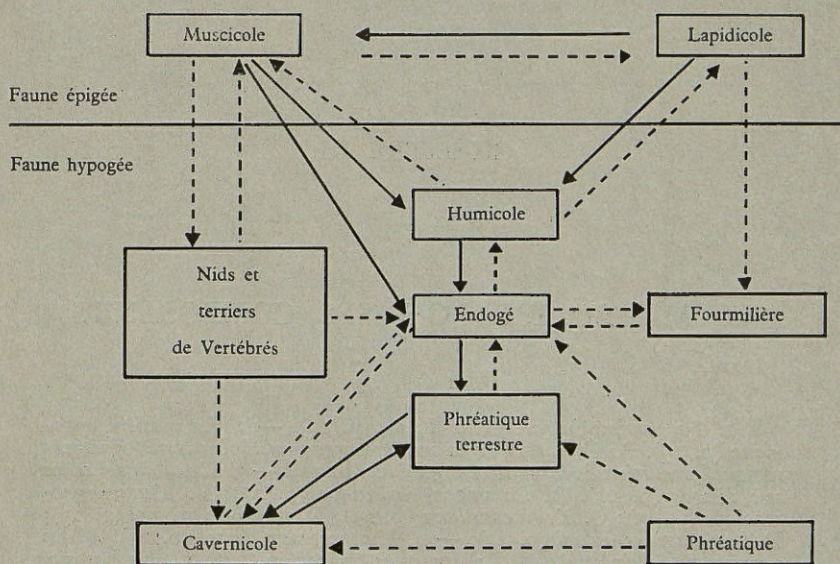 Muscicole
Lapidicole
Faune épigée
Faune hypogée
Humicole
Nids et
terriers
de Vertébrés
Endogé
Fourmilière
Phréatique
terrestre
Cavernicole
Phréatique